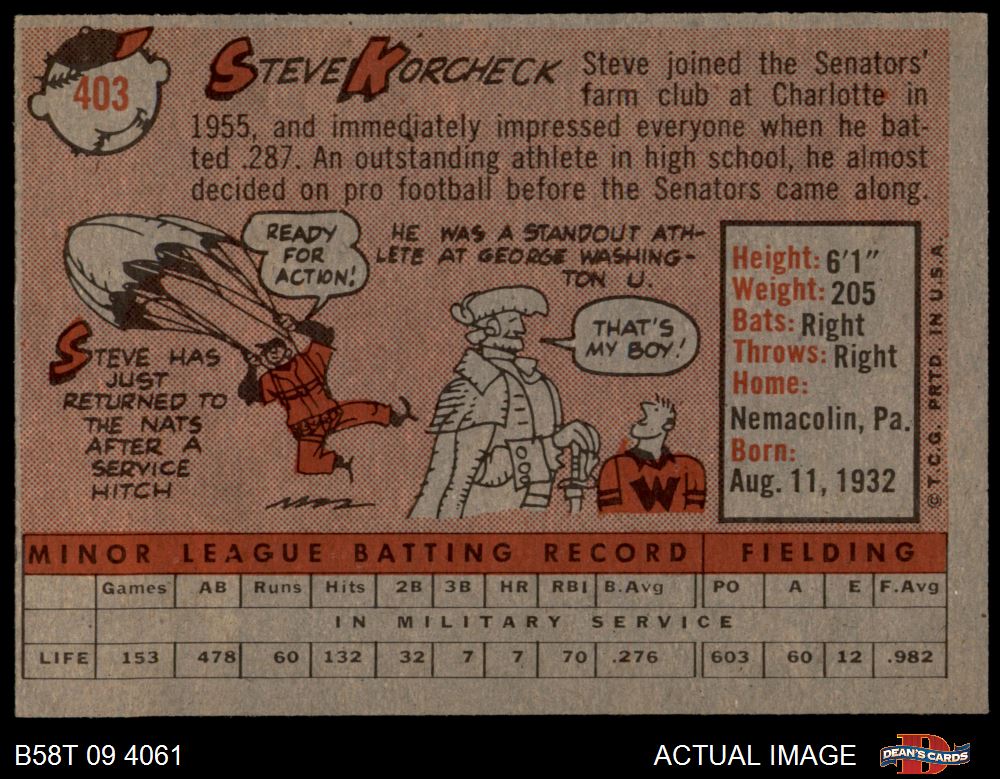 403
STEVE KORCHECK
Steve joined the Senators'
farm club at Charlotte in
1955, and immediately impressed everyone when he bat-
ted .287. An outstanding athlete in high school, he almost
decided on pro football before the Senators came along.
READY
FOR
ACTION!
STEVE HAS
JUST
RETURNED TO
THE NATS
AFTER A
SERVICE
HITCH
HE WAS A STANDOUT ATH-
LETE AT GEORGE WASHING-
TON U.
THAT'S
MY BOY!
W
Height: 6'1"
Weight: 205
Bats: Right
Throws: Right
Home:
Nemacolin, Pa.
Born:
Aug. 11, 1932
© T.C.G. PRTD. IN U.S.A.
MINOR LEAGUE BATTING RECORD FIELDING
Games AB Runs Hits 2B 3B HR RBI B.Avg PO A E F.Avg
IN MILITARY SERVICE
LIFE 153 478 60 132 32 7 7 70 .276 603 60 12 .982
B58T 09 4061 ACTUAL IMAGE DEAN'S CARDS